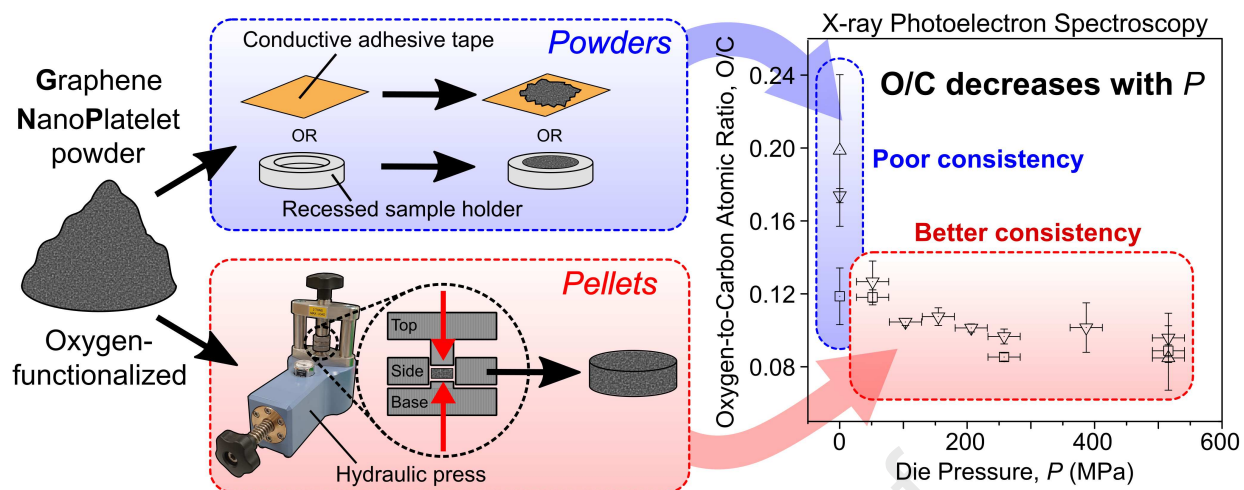 Graphene
NanoPlatelet
powder
Oxygen-
functionalized
Conductive adhesive tape
Powders
OR
OR
Recessed sample holder
Pellets
Top
Side
Base
Hydraulic press
X-ray Photoelectron Spectroscopy
O/C decreases with P
Poor consistency
Better consistency
Oxygen-to-Carbon Atomic Ratio, O/C
0.24
0.20
0.16
0.12
0.08
0
200
400
600
Die Pressure, P (MPa)